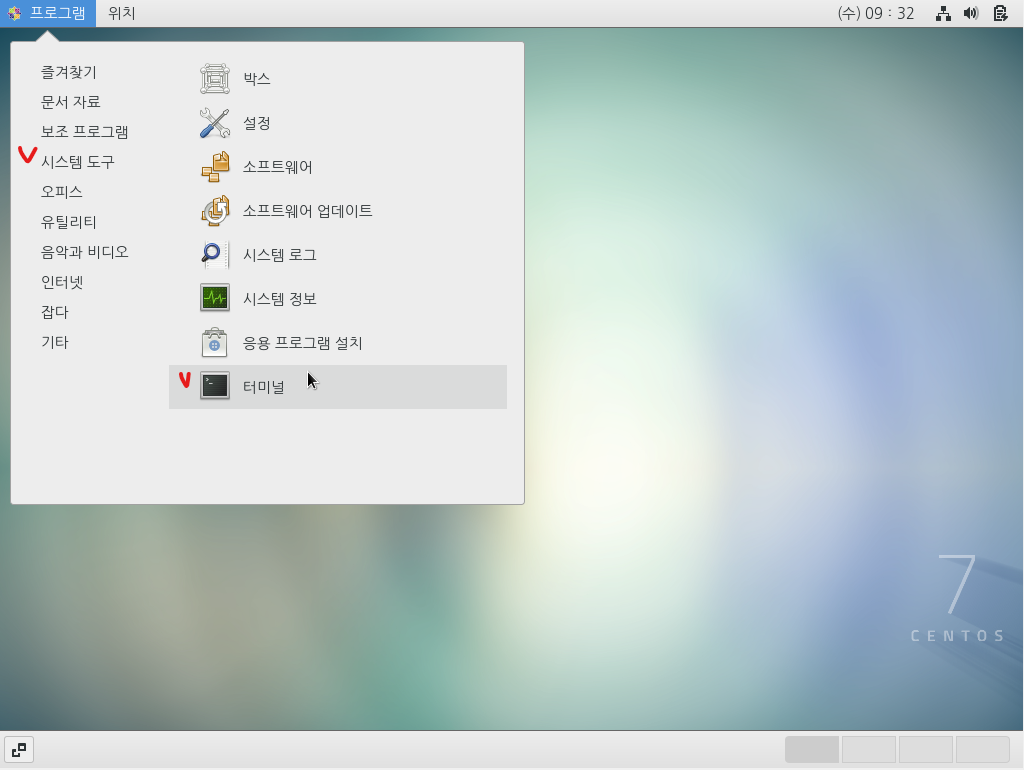 프로그램 위치 (수) 09 : 32
즐겨찾기
문서 자료
보조 프로그램
시스템 도구
오피스
유틸리티
음악과 비디오
인터넷
잡다
기타
박스
설정
소프트웨어
소프트웨어 업데이트
시스템 로그
시스템 정보
응용 프로그램 설치
터미널
7
CENTOS